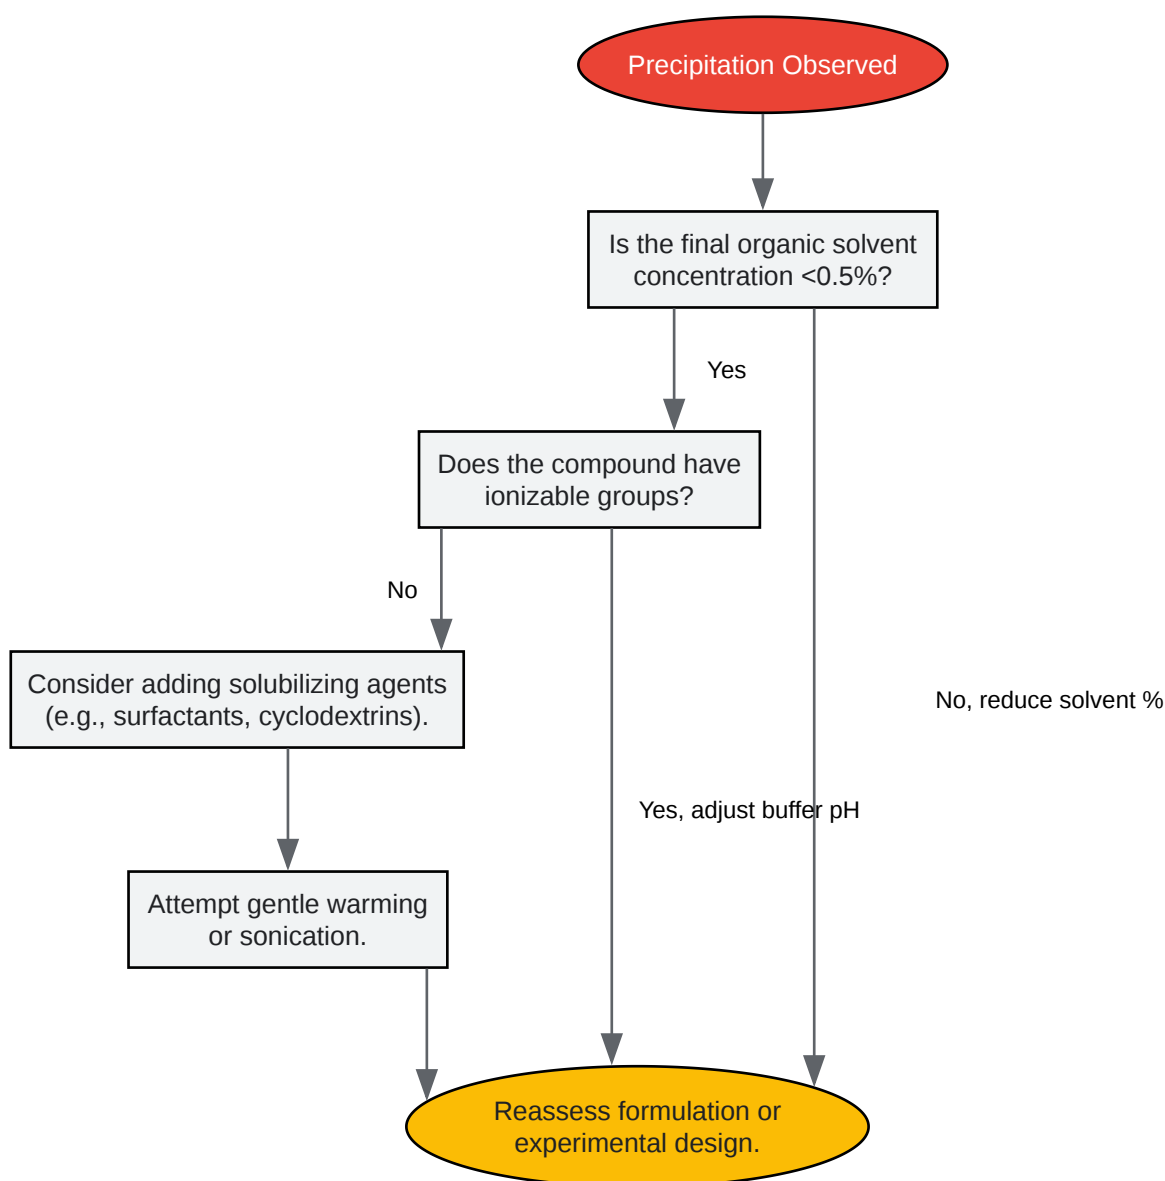 Precipitation Observed
Is the final organic solvent
concentration <0.5%?
Yes
Does the compound have
ionizable groups?
No
Consider adding solubilizing agents
(e.g., surfactants, cyclodextrins).
No, reduce solvent %
Yes, adjust buffer pH
Attempt gentle warming
or sonication.
Reassess formulation or
experimental design.